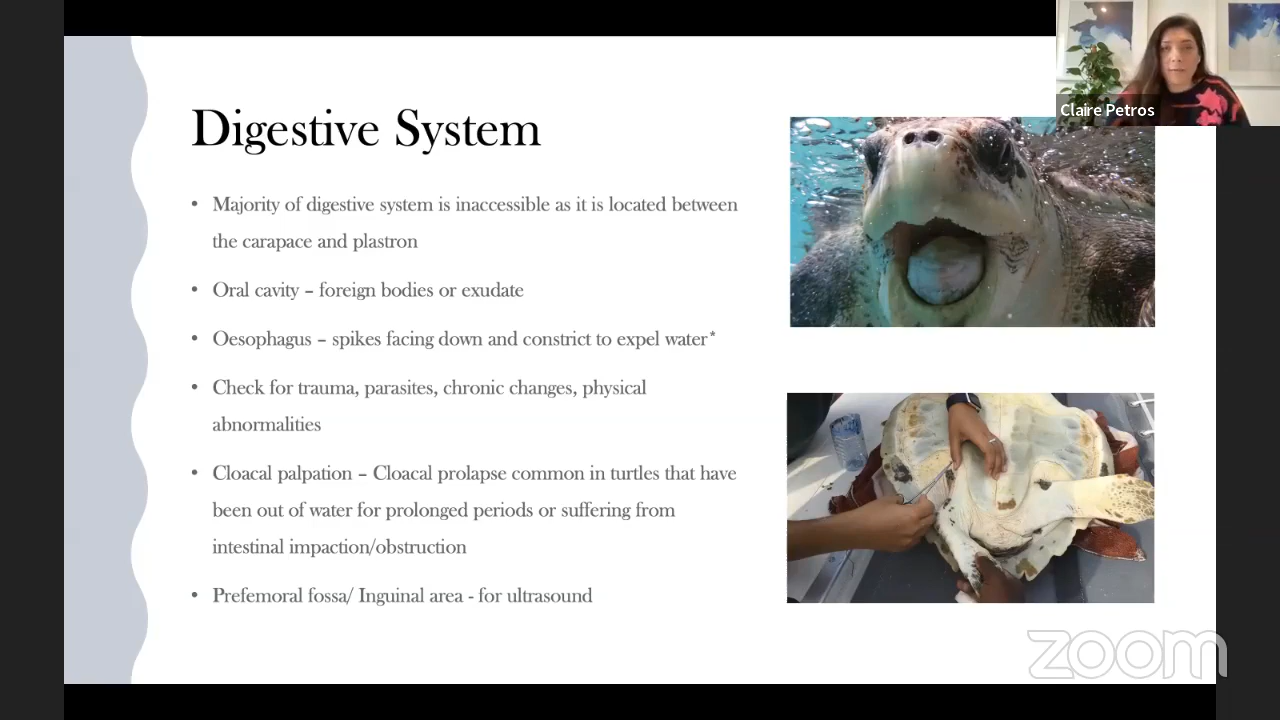 Claire Petros
Digestive System
• Majority of digestive system is inaccessible as it is located between
the carapace and plastron
• Oral cavity – foreign bodies or exudate
• Oesophagus – spikes facing down and constrict to expel water*
• Check for trauma, parasites, chronic changes, physical
abnormalities
• Cloacal palpation – Cloacal prolapse common in turtles that have
been out of water for prolonged periods or suffering from
intestinal impaction/obstruction
• Prefemoral fossa/ Inguinal area - for ultrasound
zoom